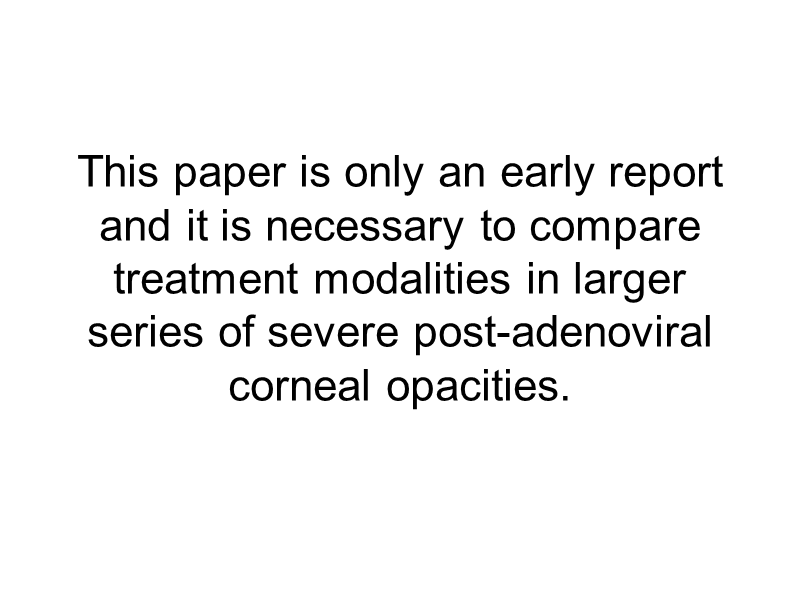 This paper is only an early report
and it is necessary to compare
treatment modalities in larger
series of severe post-adenoviral
corneal opacities.